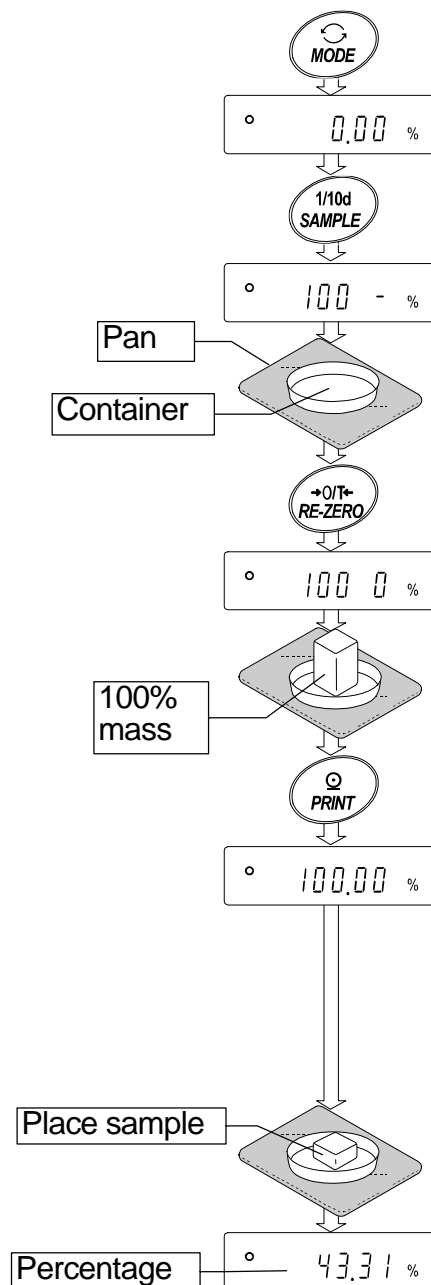 MODE
0.00 %
1/10d
SAMPLE
100 - %
Pan
Container
→O/T←
RE-ZERO
100 0 %
100%
mass
PRINT
100.00 %
Place sample
43.31 %
Percentage